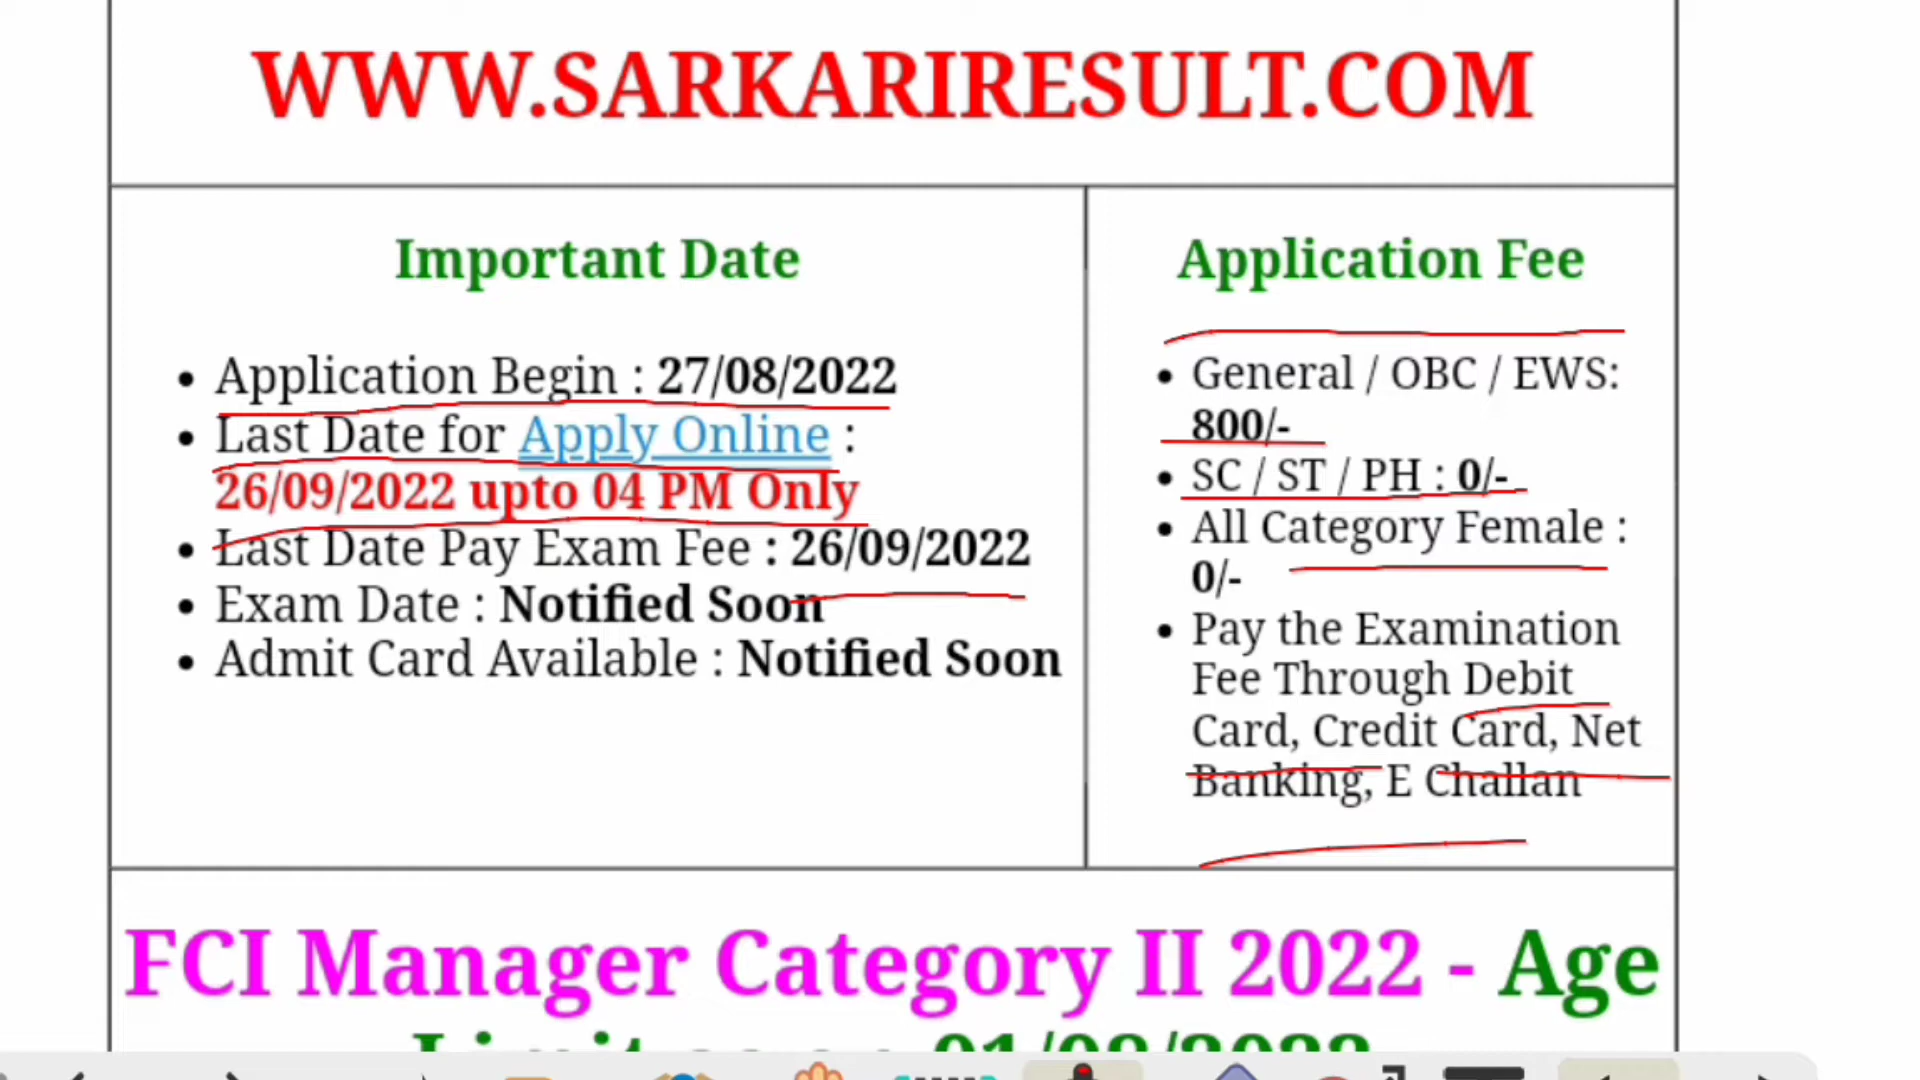 WWW.SARKARIRESULT.COM
Important Date
Application Begin : 27/08/2022
Last Date for Apply Online :
26/09/2022 upto 04 PM Only
Last Date Pay Exam Fee : 26/09/2022
Exam Date : Notified Soon
Admit Card Available : Notified Soon
Application Fee
General / OBC / EWS:
800/-
SC / ST / PH : 0/-
All Category Female :
0/-
Pay the Examination
Fee Through Debit
Card, Credit Card, Net
Banking, E Challan
FCI Manager Category II 2022 - Age